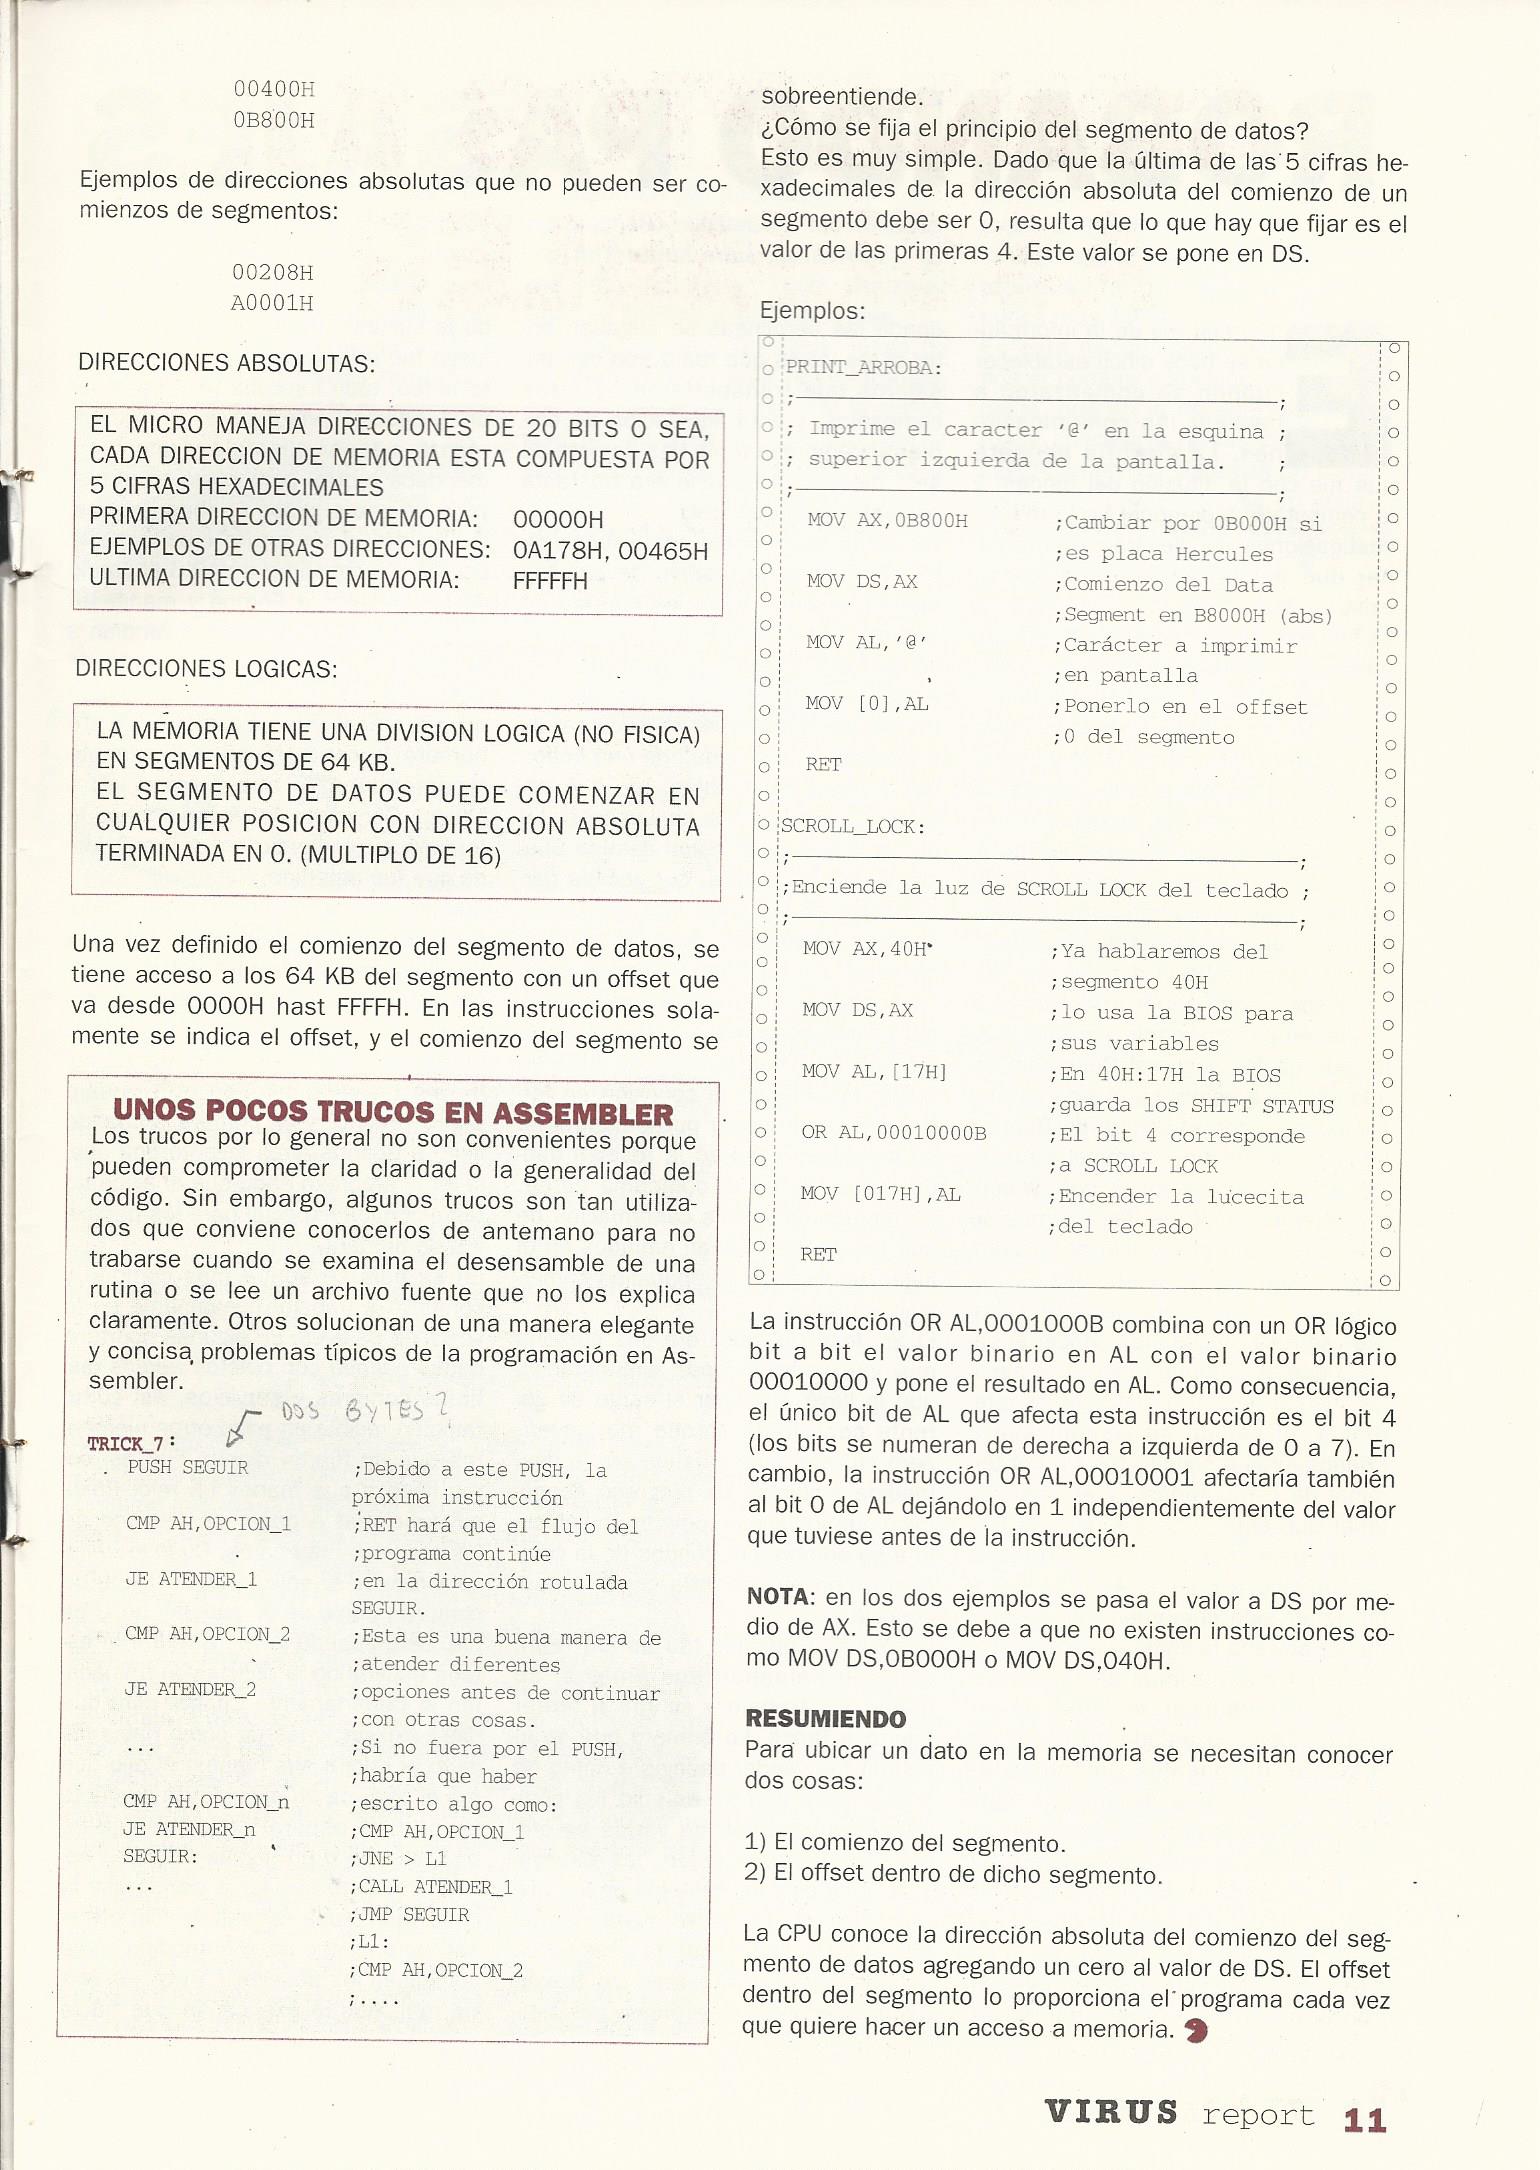 00400H
0B800H
Ejemplos de direcciones absolutas que no pueden ser co-
mienzos de segmentos:
00208H
A0001H
DIRECCIONES ABSOLUTAS:
EL MICRO MANEJA DIRECCIONES DE 20 BITS O SEA,
CADA DIRECCION DE MEMORIA ESTA COMPUESTA POR
5 CIFRAS HEXADECIMALES
PRIMERA DIRECCION DE MEMORIA: 00000H
EJEMPLOS DE OTRAS DIRECCIONES: 0A178H, 00465H
ULTIMA DIRECCION DE MEMORIA: FFFFFH
DIRECCIONES LOGICAS:
LA MEMORIA TIENE UNA DIVISION LOGICA (NO FISICA)
EN SEGMENTOS DE 64 KB.
EL SEGMENTO DE DATOS PUEDE COMENZAR EN
CUALQUIER POSICION CON DIRECCION ABSOLUTA
TERMINADA EN 0. (MULTIPLO DE 16)
Una vez definido el comienzo del segmento de datos, se
tiene acceso a los 64 KB del segmento con un offset que
va desde 0000H hast FFFFH. En las instrucciones sola-
mente se indica el offset, y el comienzo del segmento se
UNOS POCOS TRUCOS EN ASSEMBLER
Los trucos por lo general no son convenientes porque
pueden comprometer la claridad o la generalidad del
código. Sin embargo, algunos trucos son tan utiliza-
dos que conviene conocerlos de antemano para no
trabarse cuando se examina el desensamble de una
rutina o se lee un archivo fuente que no los explica
claramente. Otros solucionan de una manera elegante
y concisa, problemas típicos de la programación en As-
sembler.
DOS BYTES?
TRICK_7:
PUSH SEGUIR ;Debido a este PUSH, la
próxima instrucción
CMP AH,OPCION_1 ;RET hará que el flujo del
;programa continúe
JE ATENDER_1 ;en la dirección rotulada
SEGUIR.
CMP AH,OPCION_2 ;Esta es una buena manera de
;atender diferentes
JE ATENDER_2 ;opciones antes de continuar
;con otras cosas.
... ;Si no fuera por el PUSH,
;habría que haber
CMP AH,OPCION_n ;escrito algo como:
JE ATENDER_n ;CMP AH,OPCION_1
SEGUIR: ;JNE > L1
... ;CALL ATENDER_1
;JMP SEGUIR
;L1:
;CMP AH,OPCION_2
;....
sobreentiende.
¿Cómo se fija el principio del segmento de datos?
Esto es muy simple. Dado que la última de las 5 cifras he-
xadecimales de la dirección absoluta del comienzo de un
segmento debe ser 0, resulta que lo que hay que fijar es el
valor de las primeras 4. Este valor se pone en DS.
Ejemplos:
PRINT_ARROBA:
; ;
; Imprime el caracter '@' en la esquina ;
; superior izquierda de la pantalla. ;
; ;
MOV AX,0B800H ;Cambiar por 0B000H si
;es placa Hercules
MOV DS,AX ;Comienzo del Data
;Segment en B8000H (abs)
MOV AL,'@' ;Carácter a imprimir
;en pantalla
MOV [0],AL ;Ponerlo en el offset
;0 del segmento
RET
SCROLL_LOCK:
; ;
;Enciende la luz de SCROLL LOCK del teclado ;
; ;
MOV AX,40H ;Ya hablaremos del
;segmento 40H
MOV DS,AX ;lo usa la BIOS para
;sus variables
MOV AL,[17H] ;En 40H:17H la BIOS
;guarda los SHIFT STATUS
OR AL,00010000B ;El bit 4 corresponde
;a SCROLL LOCK
MOV [017H],AL ;Encender la lucecita
;del teclado
RET
La instrucción OR AL,0001000B combina con un OR lógico
bit a bit el valor binario en AL con el valor binario
00010000 y pone el resultado en AL. Como consecuencia,
el único bit de AL que afecta esta instrucción es el bit 4
(los bits se numeran de derecha a izquierda de 0 a 7). En
cambio, la instrucción OR AL,00010001 afectaría también
al bit 0 de AL dejándolo en 1 independientemente del valor
que tuviese antes de la instrucción.
NOTA: en los dos ejemplos se pasa el valor a DS por me-
dio de AX. Esto se debe a que no existen instrucciones co-
mo MOV DS,0B000H o MOV DS,040H.
RESUMIENDO
Para ubicar un dato en la memoria se necesitan conocer
dos cosas:
1) El comienzo del segmento.
2) El offset dentro de dicho segmento.
La CPU conoce la dirección absoluta del comienzo del seg-
mento de datos agregando un cero al valor de DS. El offset
dentro del segmento lo proporciona el programa cada vez
que quiere hacer un acceso a memoria.
VIRUS report 11